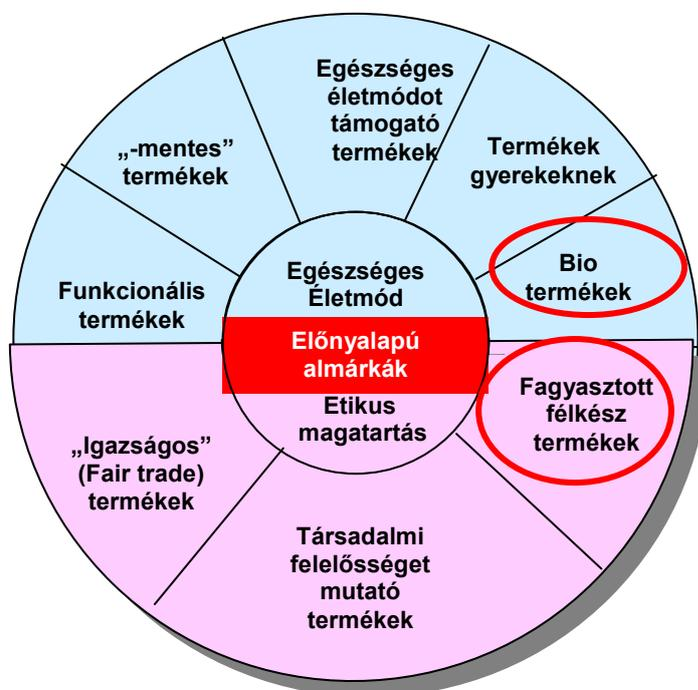 Egészséges
életmódot
támogató
termékek
„-mentes”
termékek
Termékek
gyerekeknek
Funkcionális
termékek
Egészséges
Életmód
Bio
termékek
Előnyalapú
almárkák
Etikus
magatartás
Fagyasztott
félkész
termékek
„Igazságos”
(Fair trade)
termékek
Társadalmi
felelősséget
mutató
termékek